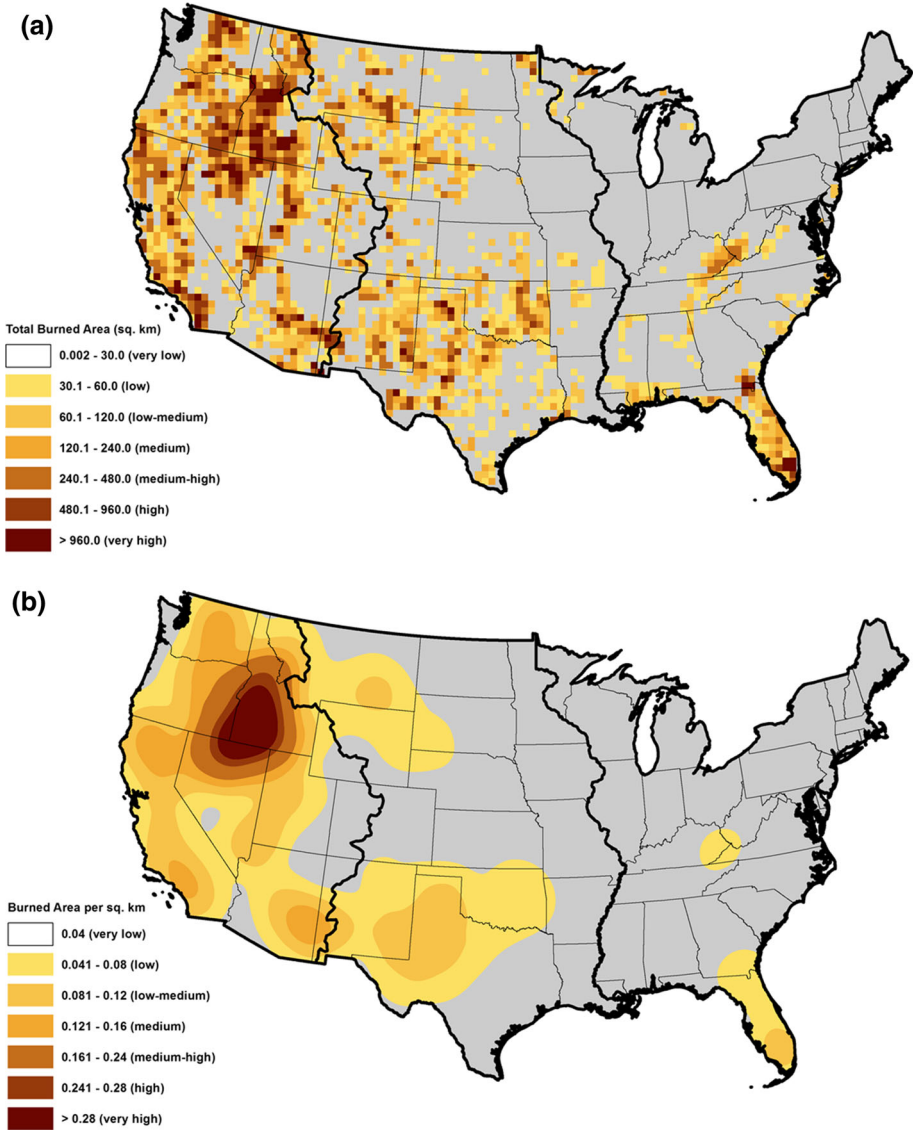 (a)
Total Burned Area (sq. km)
0.002 - 30.0 (very low)
30.1 - 60.0 (low)
60.1 - 120.0 (low-medium)
120.1 - 240.0 (medium)
240.1 - 480.0 (medium-high)
480.1 - 960.0 (high)
> 960.0 (very high)
(b)
Burned Area per sq. km
0.04 (very low)
0.041 - 0.08 (low)
0.081 - 0.12 (low-medium)
0.121 - 0.16 (medium)
0.161 - 0.24 (medium-high)
0.241 - 0.28 (high)
> 0.28 (very high)